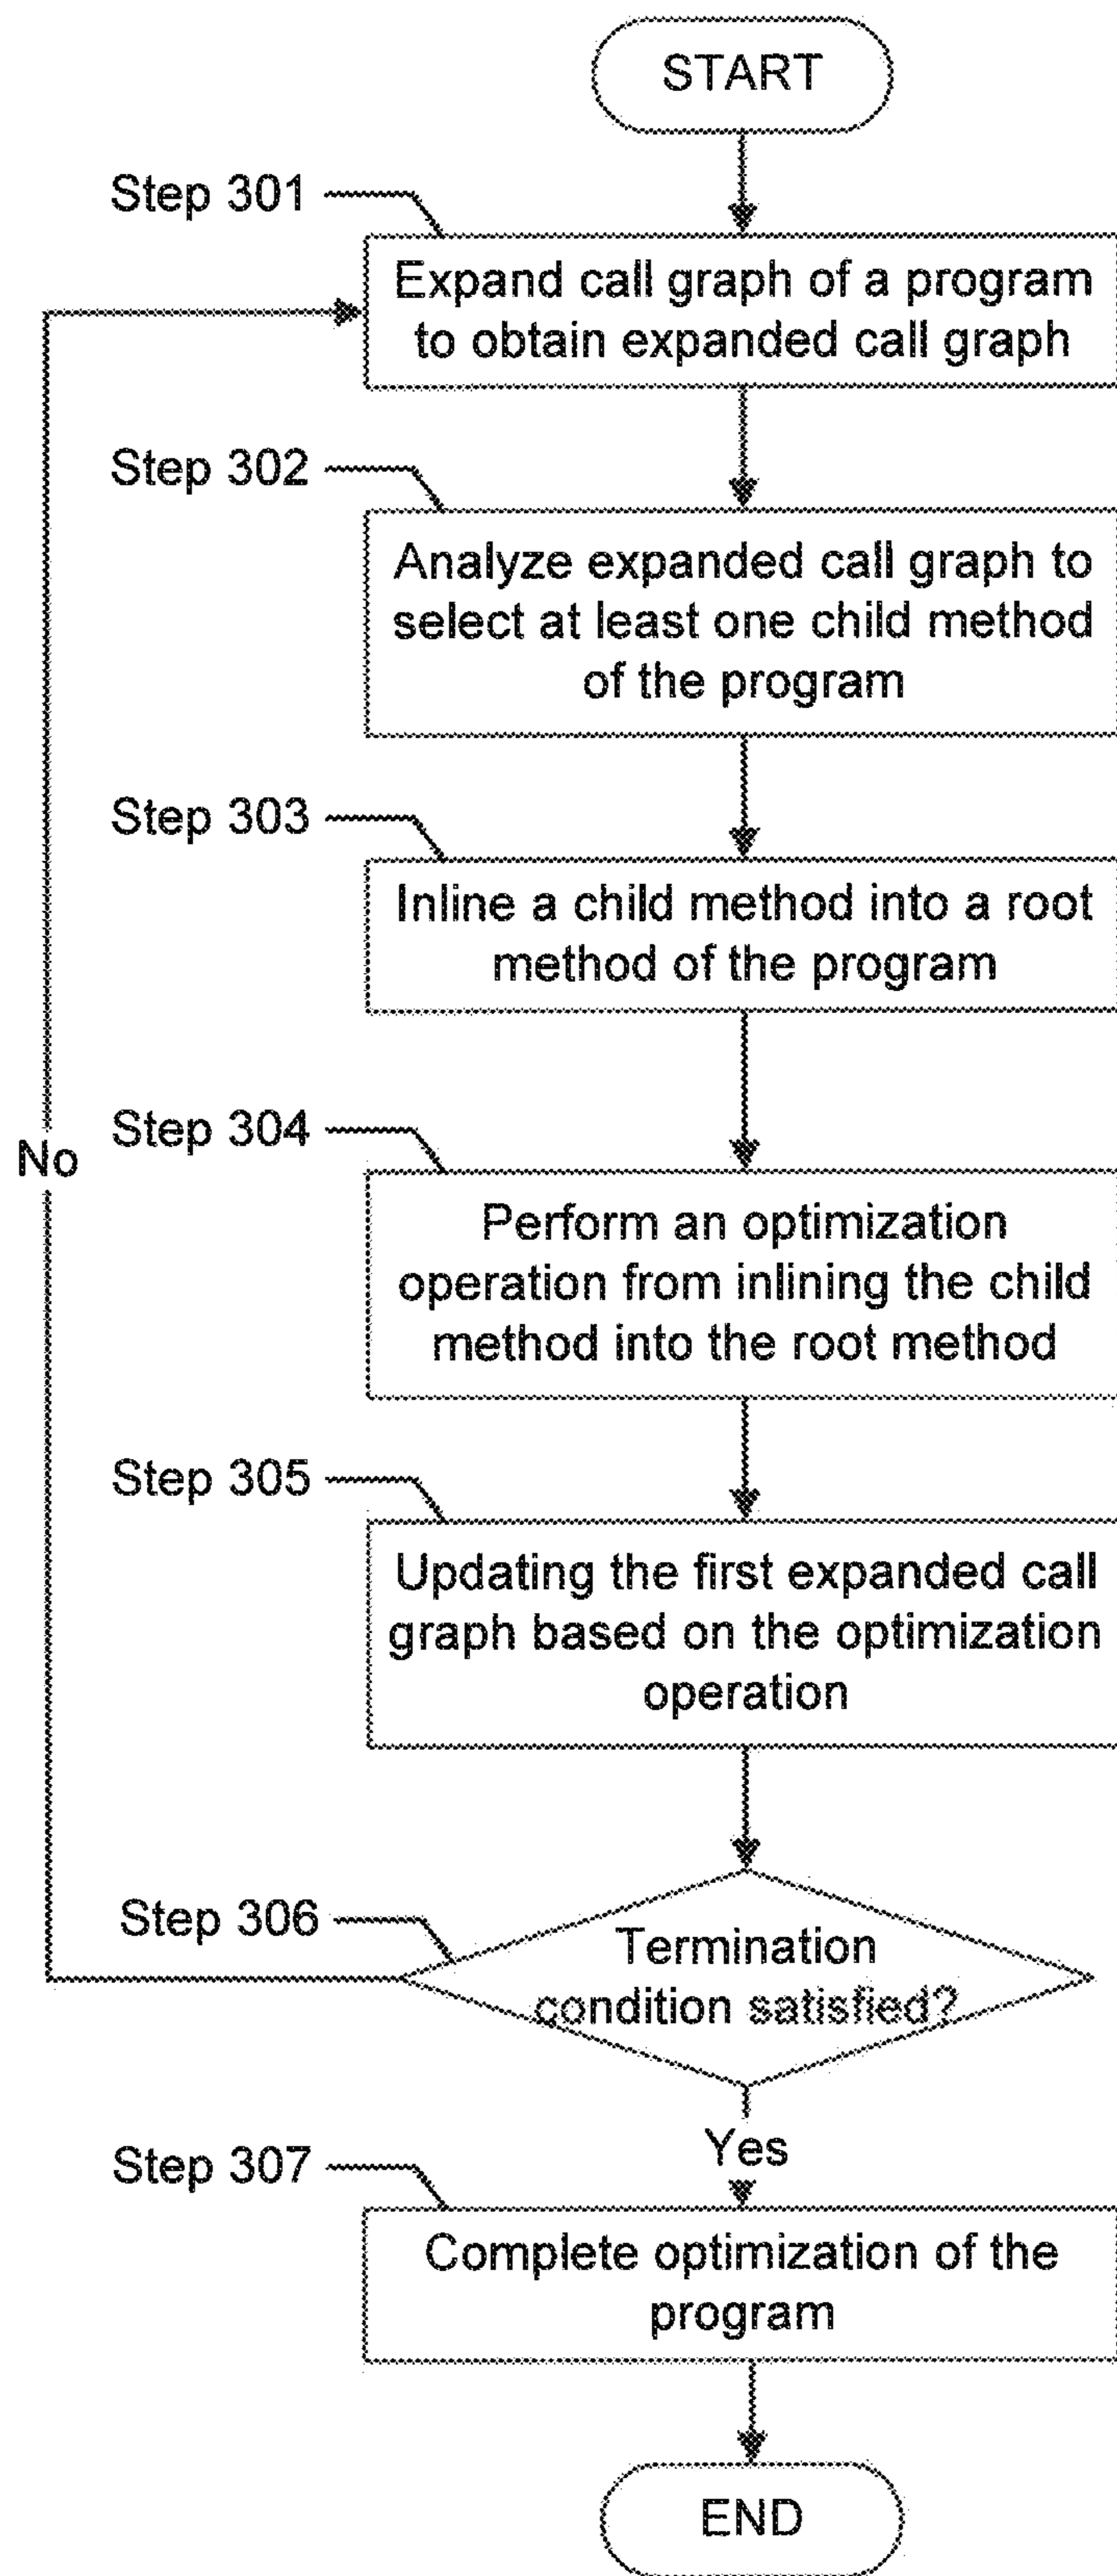 START
Step 301
Expand call graph of a program
to obtain expanded call graph
Step 302
Analyze expanded call graph to
select at least one child method
of the program
Step 303
Inline a child method into a root
method of the program
Step 304
No
Perform an optimization
operation from inlining the child
method into the root method
Step 305
Updating the first expanded call
graph based on the optimization
operation
Step 306
Termination
condition satisfied?
Yes
Step 307
Complete optimization of the
program
END